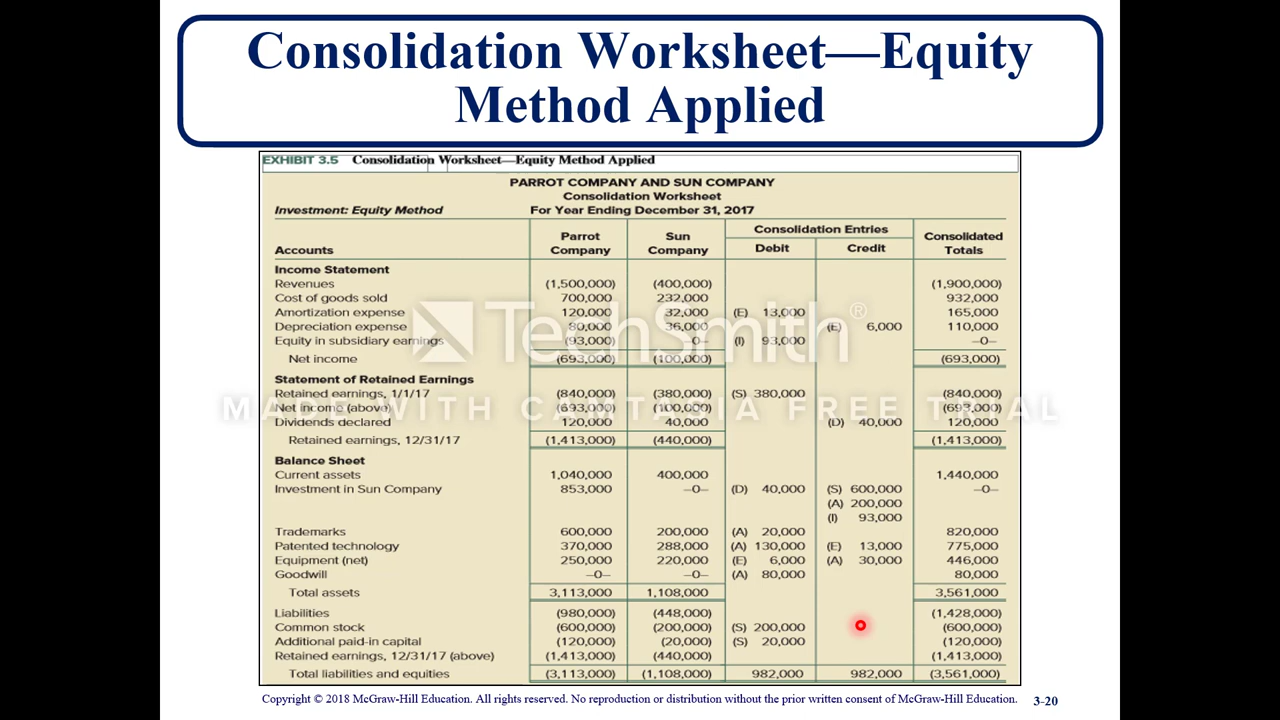 Consolidation Worksheet—Equity
Method Applied
EXHIBIT 3.5 Consolidation Worksheet—Equity Method Applied
PARROT COMPANY AND SUN COMPANY
Consolidation Worksheet
Investment: Equity Method For Year Ending December 31, 2017
Consolidation Entries
Parrot Sun Consolidated
Accounts Company Company Debit Credit Totals
Income Statement
Revenues (1,500,000) (400,000) (1,900,000)
Cost of goods sold 700,000 232,000 932,000
Amortization expense 120,000 32,000 (E) 13,000 165,000
Depreciation expense 80,000 36,000 (E) 6,000 110,000
Equity in subsidiary earnings (93,000) –0– (I) 93,000 –0–
Net income (693,000) (100,000) (693,000)
TechSmith®
Statement of Retained Earnings
Retained earnings, 1/1/17 (840,000) (380,000) (S) 380,000 (840,000)
Net income (above) (693,000) (100,000) (693,000)
MADE WITH CAMTASIA FREE TRIAL
Dividends declared 120,000 40,000 (D) 40,000 120,000
Retained earnings, 12/31/17 (1,413,000) (440,000) (1,413,000)
Balance Sheet
Current assets 1,040,000 400,000 1,440,000
Investment in Sun Company 853,000 –0– (D) 40,000 (S) 600,000 –0–
(A) 200,000
(I) 93,000
Trademarks 600,000 200,000 (A) 20,000 820,000
Patented technology 370,000 288,000 (A) 130,000 (E) 13,000 775,000
Equipment (net) 250,000 220,000 (E) 6,000 (A) 30,000 446,000
Goodwill –0– –0– (A) 80,000 80,000
Total assets 3,113,000 1,108,000 3,561,000
Liabilities (980,000) (448,000) (1,428,000)
Common stock (600,000) (200,000) (S) 200,000 (600,000)
Additional paid-in capital (120,000) (20,000) (S) 20,000 (120,000)
Retained earnings, 12/31/17 (above) (1,413,000) (440,000) (1,413,000)
Total liabilities and equities (3,113,000) (1,108,000) 982,000 982,000 (3,561,000)
Copyright © 2018 McGraw-Hill Education. All rights reserved. No reproduction or distribution without the prior written consent of McGraw-Hill Education. 3-20